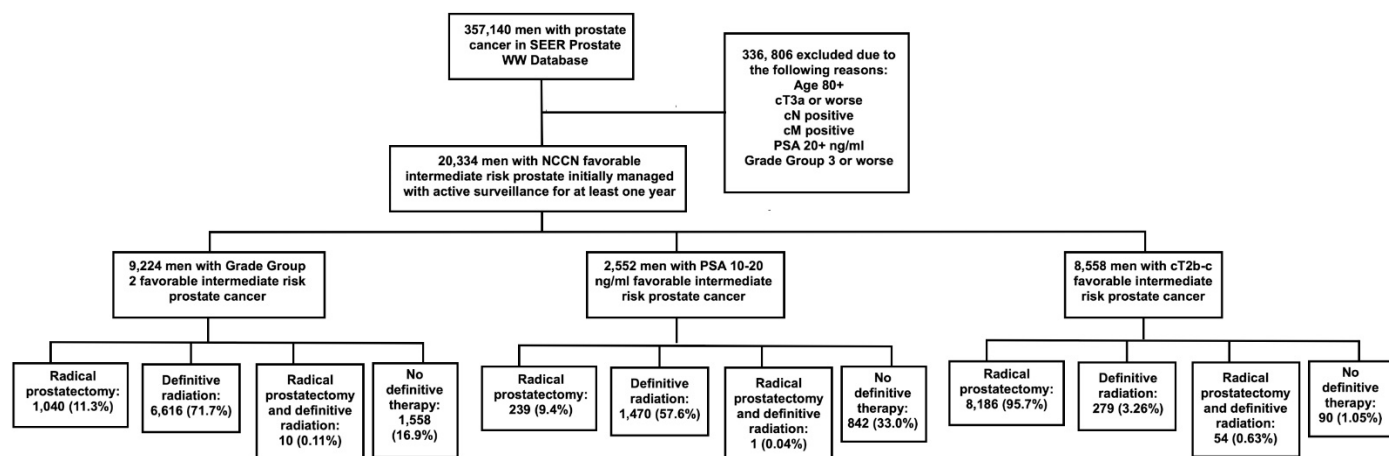 357,140 men with prostate
cancer in SEER Prostate
WW Database
336, 806 excluded due to
the following reasons:
Age 80+
cT3a or worse
cN positive
cM positive
PSA 20+ ng/ml
Grade Group 3 or worse
20,334 men with NCCN favorable
intermediate risk prostate initially managed
with active surveillance for at least one year
9,224 men with Grade Group
2 favorable intermediate risk
prostate cancer
2,552 men with PSA 10-20
ng/ml favorable intermediate
risk prostate cancer
8,558 men with cT2b-c
favorable intermediate
risk prostate cancer
Radical
prostatectomy:
1,040 (11.3%)
Definitive
radiation:
6,616 (71.7%)
Radical
prostatectomy
and definitive
radiation:
10 (0.11%)
No
definitive
therapy:
1,558
(16.9%)
Radical
prostatectomy:
239 (9.4%)
Definitive
radiation:
1,470 (57.6%)
Radical
prostatectomy
and definitive
radiation:
1 (0.04%)
No
definitive
therapy:
842 (33.0%)
Radical
prostatectomy:
8,186 (95.7%)
Definitive
radiation:
279 (3.26%)
Radical
prostatectomy
and definitive
radiation:
54 (0.63%)
No
definitive
therapy:
90 (1.05%)